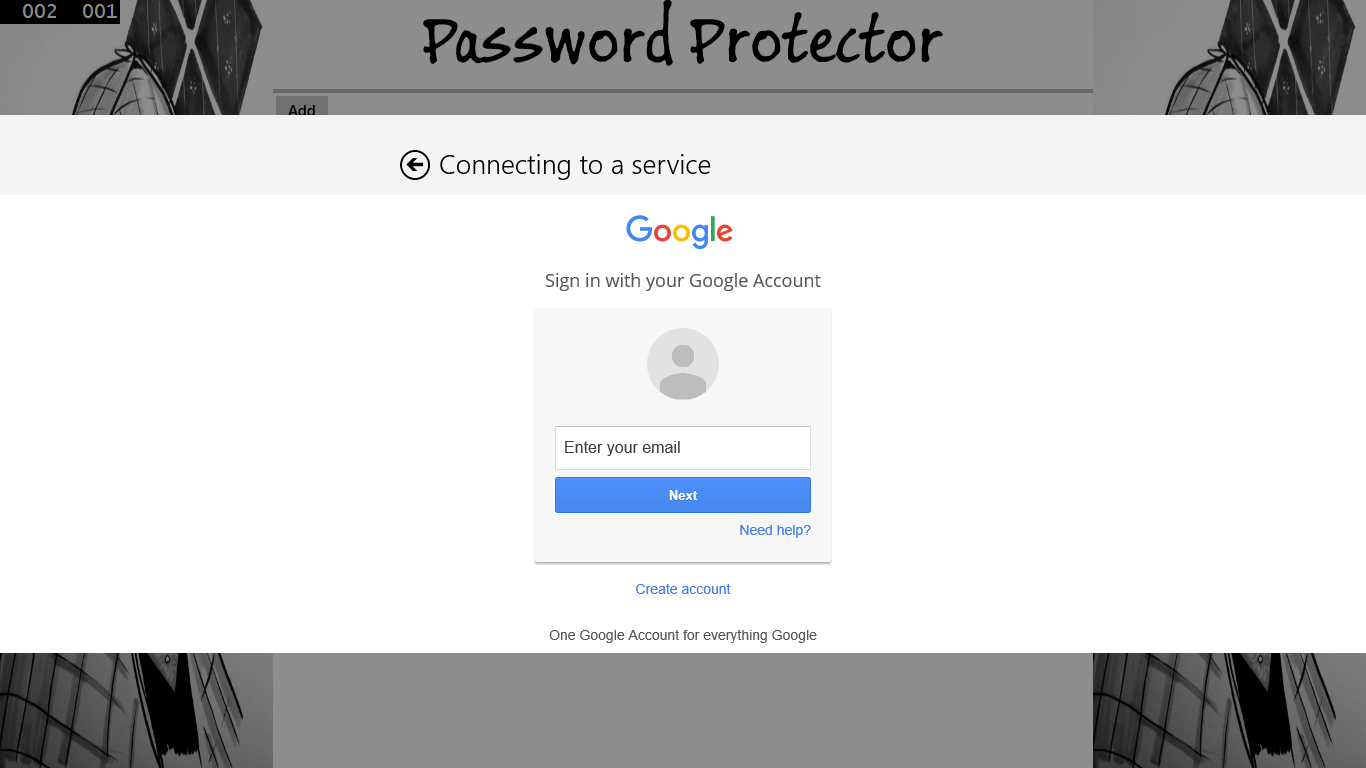 002 001
Password Protector
Add
Connecting to a service
Google
Sign in with your Google Account
Enter your email
Next
Need help?
Create account
One Google Account for everything Google